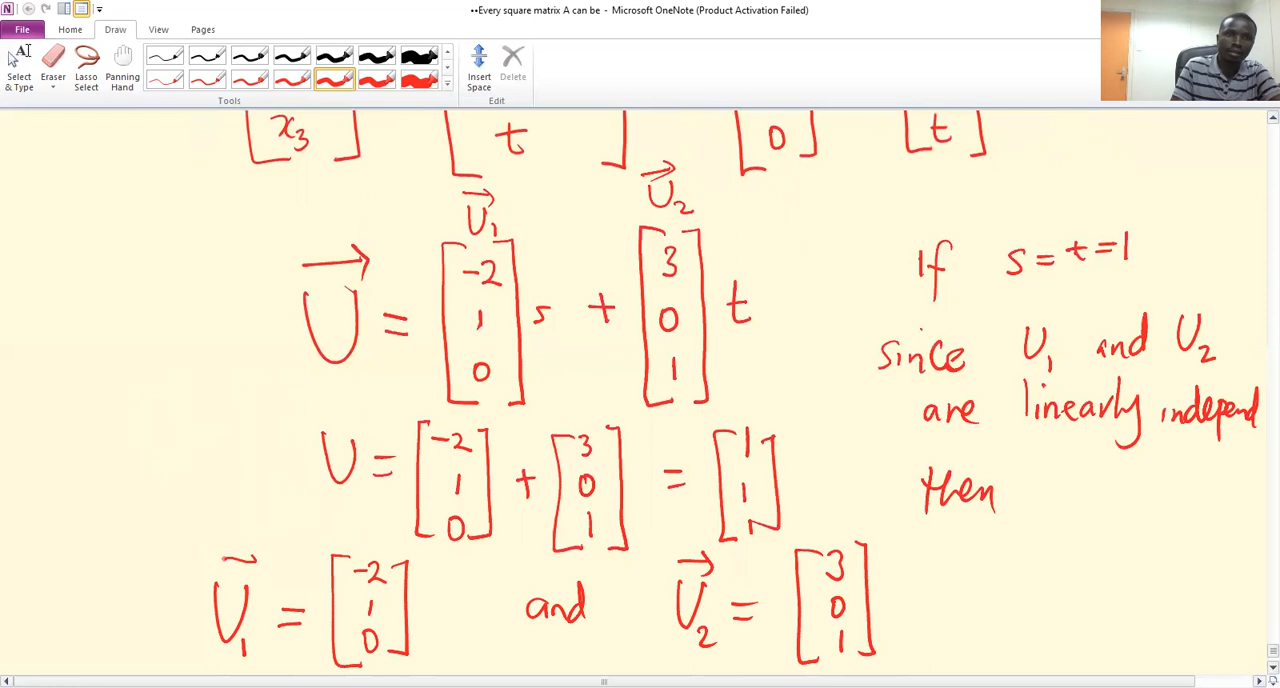 ••Every square matrix A can be - Microsoft OneNote (Product Activation Failed)
File Home Draw View Pages
Select & Type Eraser Lasso Select Panning Hand Insert Space Delete
Tools Edit
[x₃] [t] [0] [t]
U₁ U₂
U = [-2 1 0] s + [3 0 1] t
If s = t = 1
since U₁ and U₂
are linearly independ
U = [-2 1 0] + [3 0 1] = [1 1 1]
then
U₁ = [-2 1 0] and U₂ = [3 0 1]